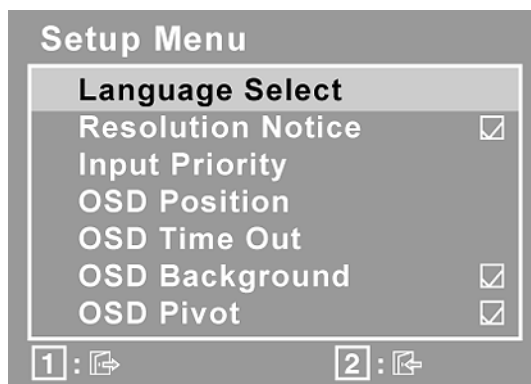 Setup Menu
Language Select
Resolution Notice
Input Priority
OSD Position
OSD Time Out
OSD Background
OSD Pivot
1 : 2 :